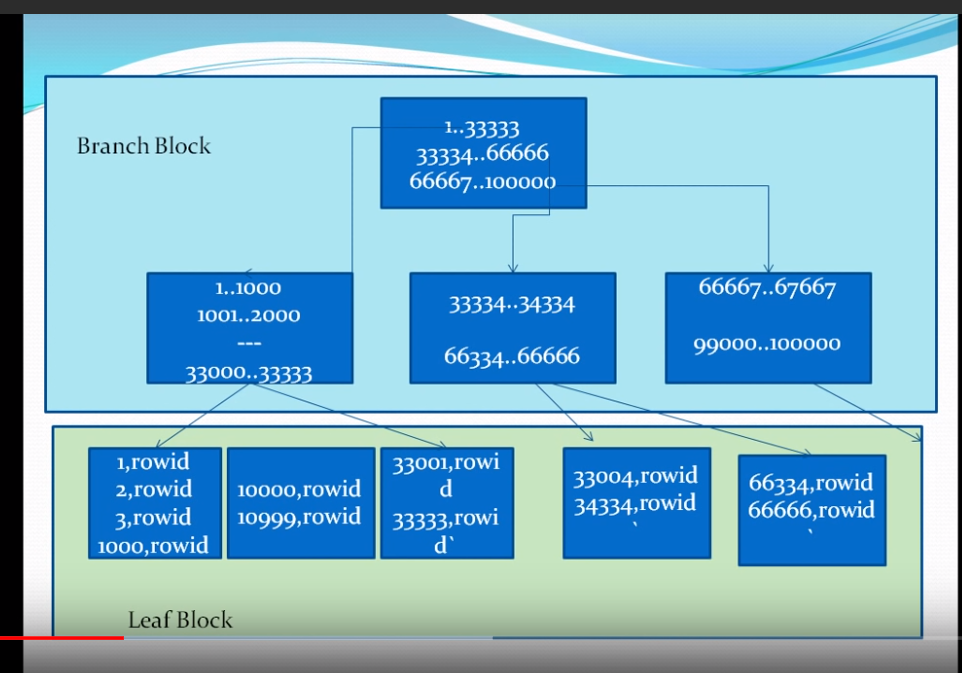 Branch Block
1..33333
33334..66666
66667..100000
1..1000
1001..2000
---
33000..33333
33334..34334
66334..66666
66667..67667
99000..100000
1,rowid
2,rowid
3,rowid
1000,rowid
10000,rowid
10999,rowid
33001,rowi
d
33333,rowi
d`
33004,rowid
34334,rowid
`
66334,rowid
66666,rowid
`
Leaf Block